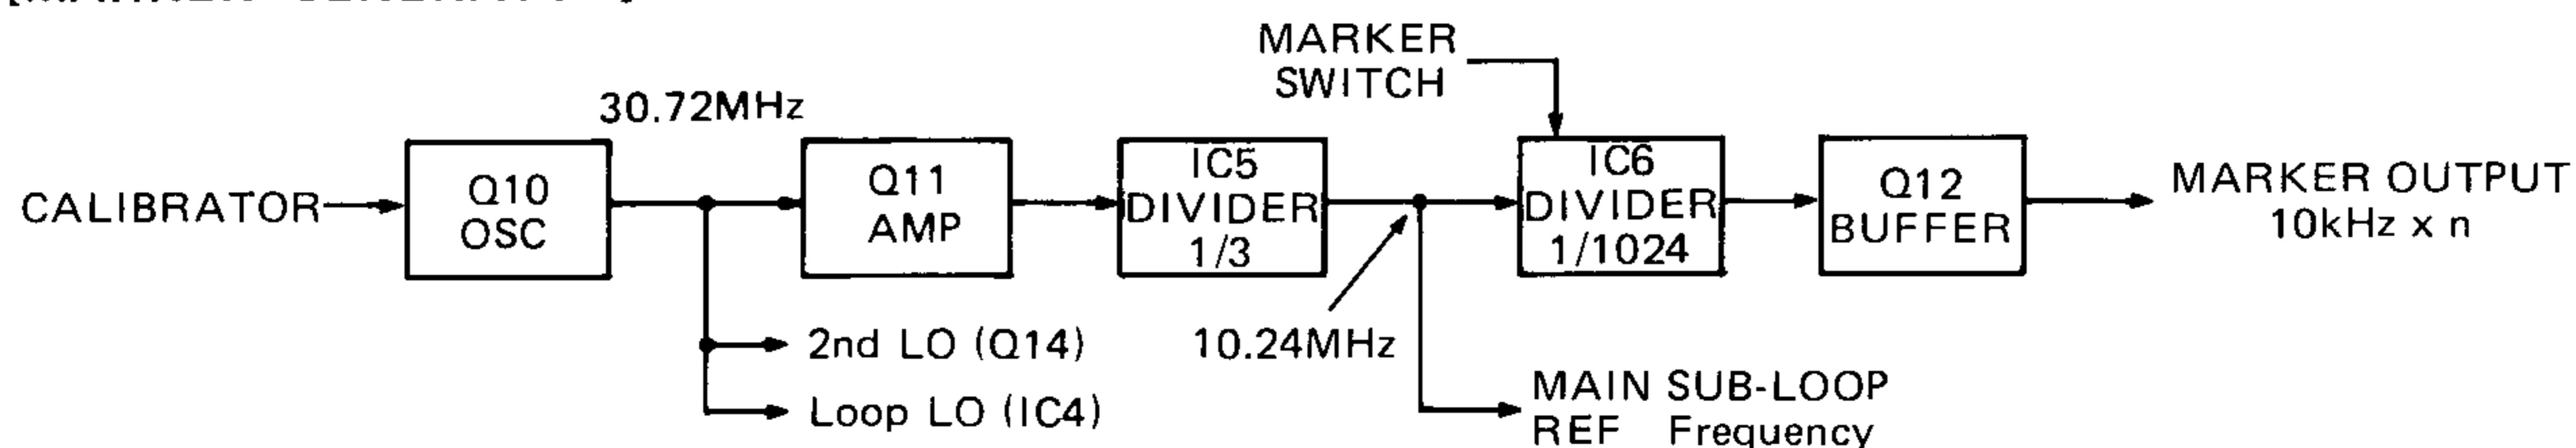 MARKER
SWITCH
30.72MHz
CALIBRATOR
Q10
OSC
Q11
AMP
IC5
DIVIDER
1/3
IC6
DIVIDER
1/1024
Q12
BUFFER
MARKER OUTPUT
10kHz x n
2nd LO (Q14)
Loop LO (IC4)
10.24MHz
MAIN SUB-LOOP
REF Frequency